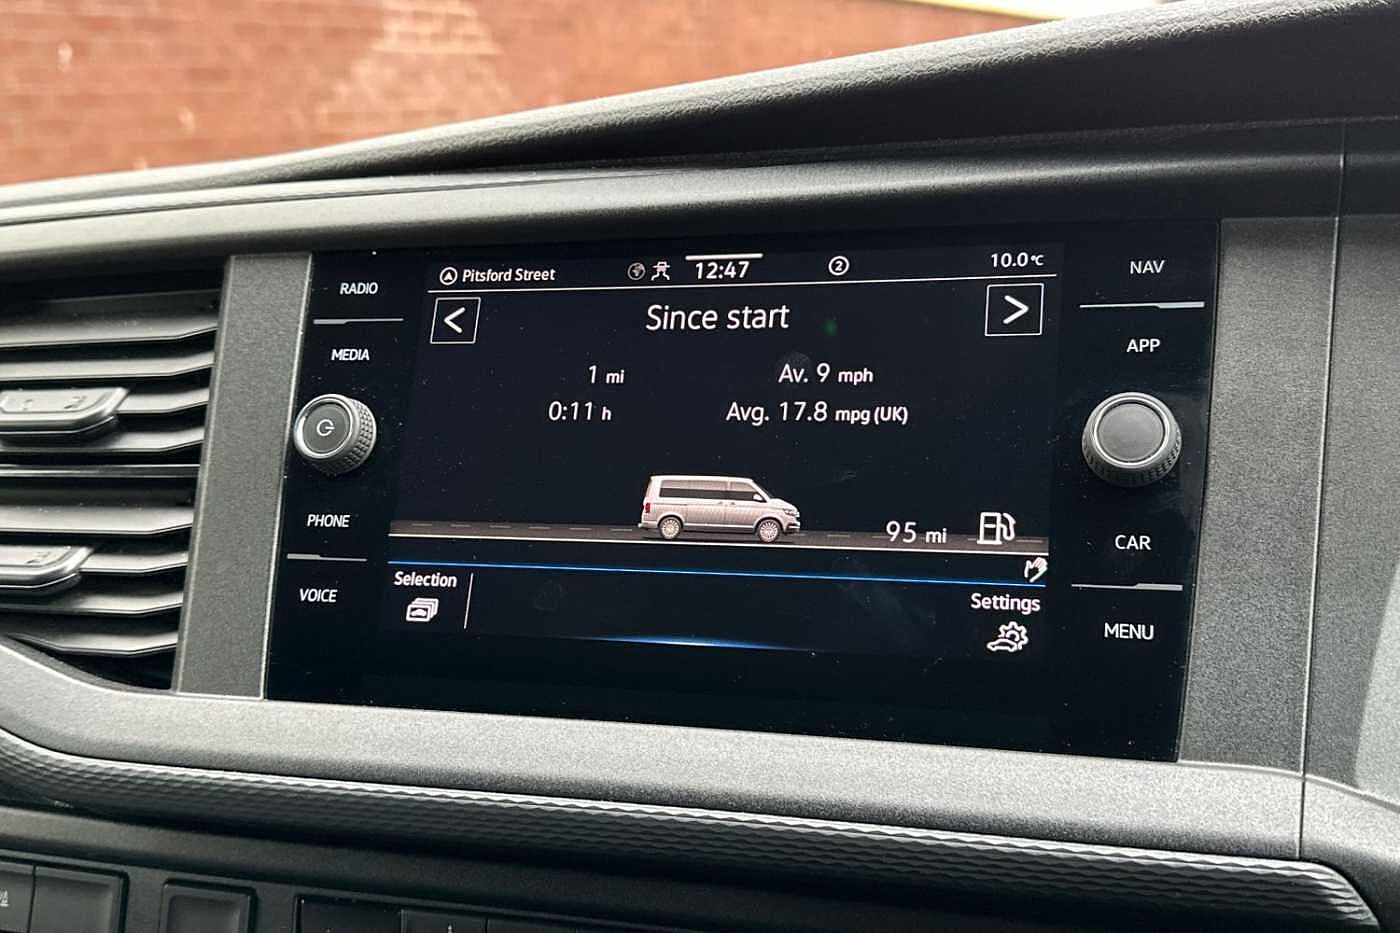 RADIO
MEDIA
PHONE
VOICE
Pitsford Street
12:47
2
10.0°C
<
Since start
>
1 mi
Av. 9 mph
0:11 h
Avg. 17.8 mpg (UK)
95 mi
Selection
Settings
NAV
APP
CAR
MENU